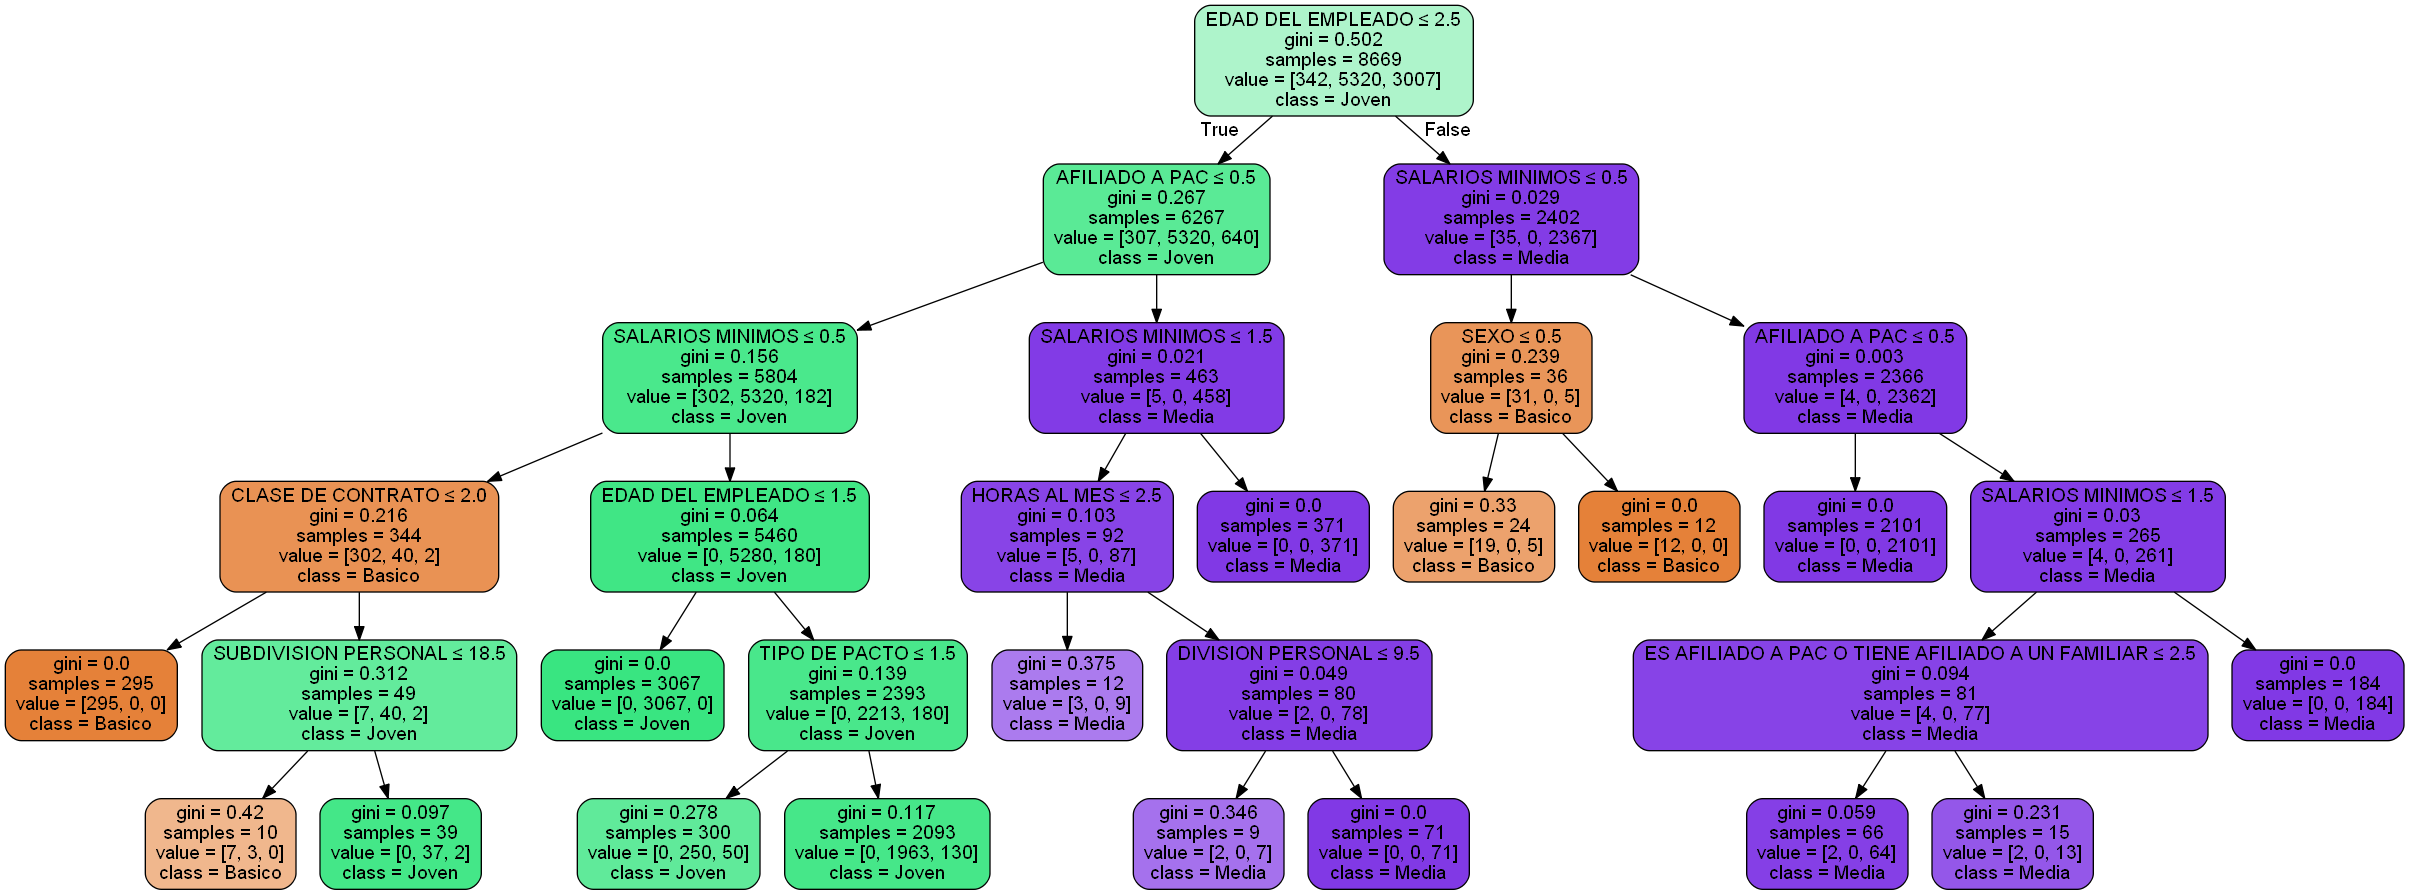 EDAD DEL EMPLEADO ≤ 2.5
gini = 0.502
samples = 8669
value = [342, 5320, 3007]
class = Joven
True
False
AFILIADO A PAC ≤ 0.5
gini = 0.267
samples = 6267
value = [307, 5320, 640]
class = Joven
SALARIOS MINIMOS ≤ 0.5
gini = 0.029
samples = 2402
value = [35, 0, 2367]
class = Media
SALARIOS MINIMOS ≤ 0.5
gini = 0.156
samples = 5804
value = [302, 5320, 182]
class = Joven
SALARIOS MINIMOS ≤ 1.5
gini = 0.021
samples = 463
value = [5, 0, 458]
class = Media
SEXO ≤ 0.5
gini = 0.239
samples = 36
value = [31, 0, 5]
class = Basico
AFILIADO A PAC ≤ 0.5
gini = 0.003
samples = 2366
value = [4, 0, 2362]
class = Media
CLASE DE CONTRATO ≤ 2.0
gini = 0.216
samples = 344
value = [302, 40, 2]
class = Basico
EDAD DEL EMPLEADO ≤ 1.5
gini = 0.064
samples = 5460
value = [0, 5280, 180]
class = Joven
HORAS AL MES ≤ 2.5
gini = 0.103
samples = 92
value = [5, 0, 87]
class = Media
gini = 0.0
samples = 371
value = [0, 0, 371]
class = Media
gini = 0.33
samples = 24
value = [19, 0, 5]
class = Basico
gini = 0.0
samples = 12
value = [12, 0, 0]
class = Basico
gini = 0.0
samples = 2101
value = [0, 0, 2101]
class = Media
SALARIOS MINIMOS ≤ 1.5
gini = 0.03
samples = 265
value = [4, 0, 261]
class = Media
gini = 0.0
samples = 295
value = [295, 0, 0]
class = Basico
SUBDIVISION PERSONAL ≤ 18.5
gini = 0.312
samples = 49
value = [7, 40, 2]
class = Joven
gini = 0.0
samples = 3067
value = [0, 3067, 0]
class = Joven
TIPO DE PACTO ≤ 1.5
gini = 0.139
samples = 2393
value = [0, 2213, 180]
class = Joven
gini = 0.375
samples = 12
value = [3, 0, 9]
class = Media
DIVISION PERSONAL ≤ 9.5
gini = 0.049
samples = 80
value = [2, 0, 78]
class = Media
ES AFILIADO A PAC O TIENE AFILIADO A UN FAMILIAR ≤ 2.5
gini = 0.094
samples = 81
value = [4, 0, 77]
class = Media
gini = 0.0
samples = 184
value = [0, 0, 184]
class = Media
gini = 0.42
samples = 10
value = [7, 3, 0]
class = Basico
gini = 0.097
samples = 39
value = [0, 37, 2]
class = Joven
gini = 0.278
samples = 300
value = [0, 250, 50]
class = Joven
gini = 0.117
samples = 2093
value = [0, 1963, 130]
class = Joven
gini = 0.346
samples = 9
value = [2, 0, 7]
class = Media
gini = 0.0
samples = 71
value = [0, 0, 71]
class = Media
gini = 0.059
samples = 66
value = [2, 0, 64]
class = Media
gini = 0.231
samples = 15
value = [2, 0, 13]
class = Media